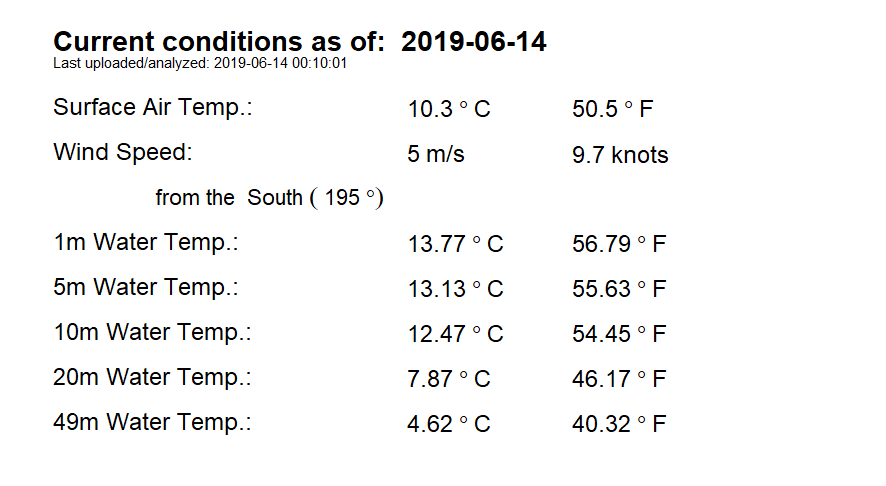 Current conditions as of: 2019-06-14
Last uploaded/analyzed: 2019-06-14 00:10:01
Surface Air Temp.: 10.3 ° C 50.5 ° F
Wind Speed: 5 m/s 9.7 knots
from the South ( 195 °)
1m Water Temp.: 13.77 ° C 56.79 ° F
5m Water Temp.: 13.13 ° C 55.63 ° F
10m Water Temp.: 12.47 ° C 54.45 ° F
20m Water Temp.: 7.87 ° C 46.17 ° F
49m Water Temp.: 4.62 ° C 40.32 ° F